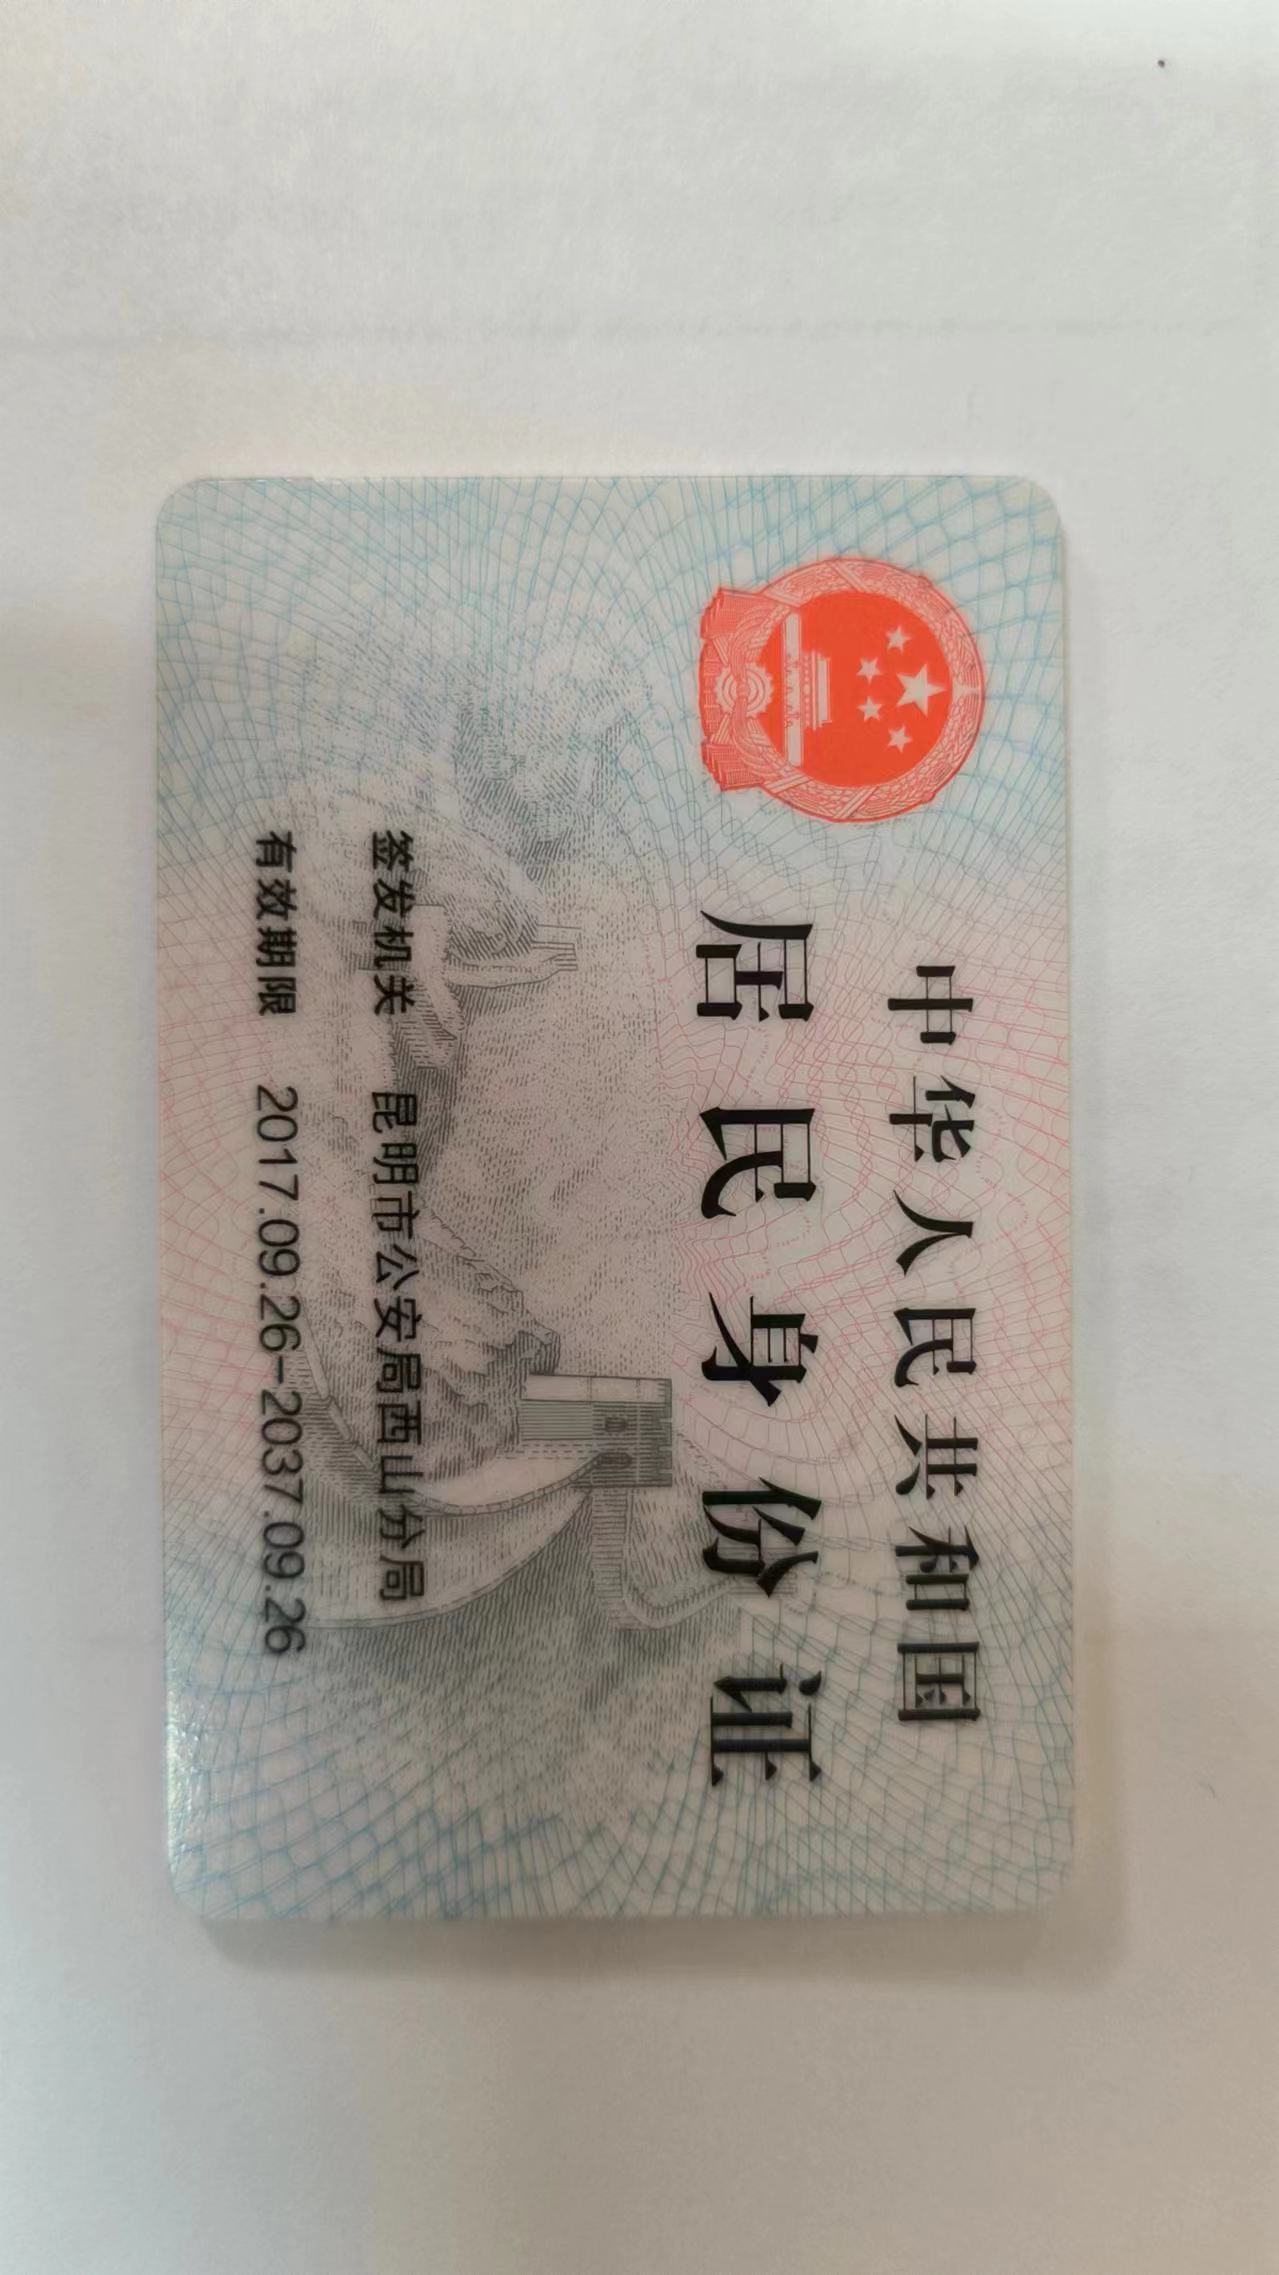 中华人民共和国
居民身份证
签发机关 昆明市公安局西山分局
有效期限 2017.09.26-2037.09.26